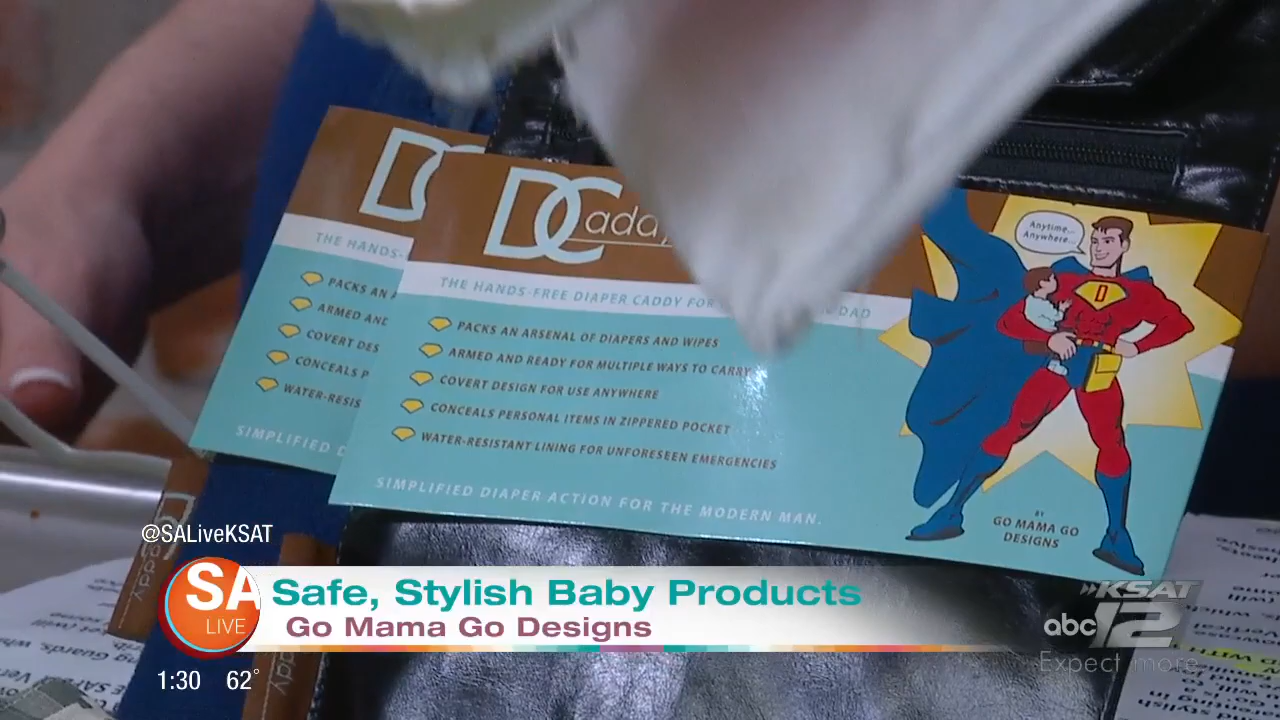 DCaddy
THE HANDS-
PACKS AN A
ARMED AND
COVERT DES
CONCEALS P
WATER-RESIS
SIMPLIFIED D
DCadd
THE HANDS-FREE DIAPER CADDY FOR
DAD
PACKS AN ARSENAL OF DIAPERS AND WIPES
ARMED AND READY FOR MULTIPLE WAYS TO CARRY
COVERT DESIGN FOR USE ANYWHERE
CONCEALS PERSONAL ITEMS IN ZIPPERED POCKET
WATER-RESISTANT LINING FOR UNFORESEEN EMERGENCIES
SIMPLIFIED DIAPER ACTION FOR THE MODERN MAN.
Anytime...
Anywhere...
D
BY
GO MAMA GO
DESIGNS
@SALiveKSAT
SA
LIVE
Safe, Stylish Baby Products
Go Mama Go Designs
1:30 62°
KSAT
abc 12
Expect more